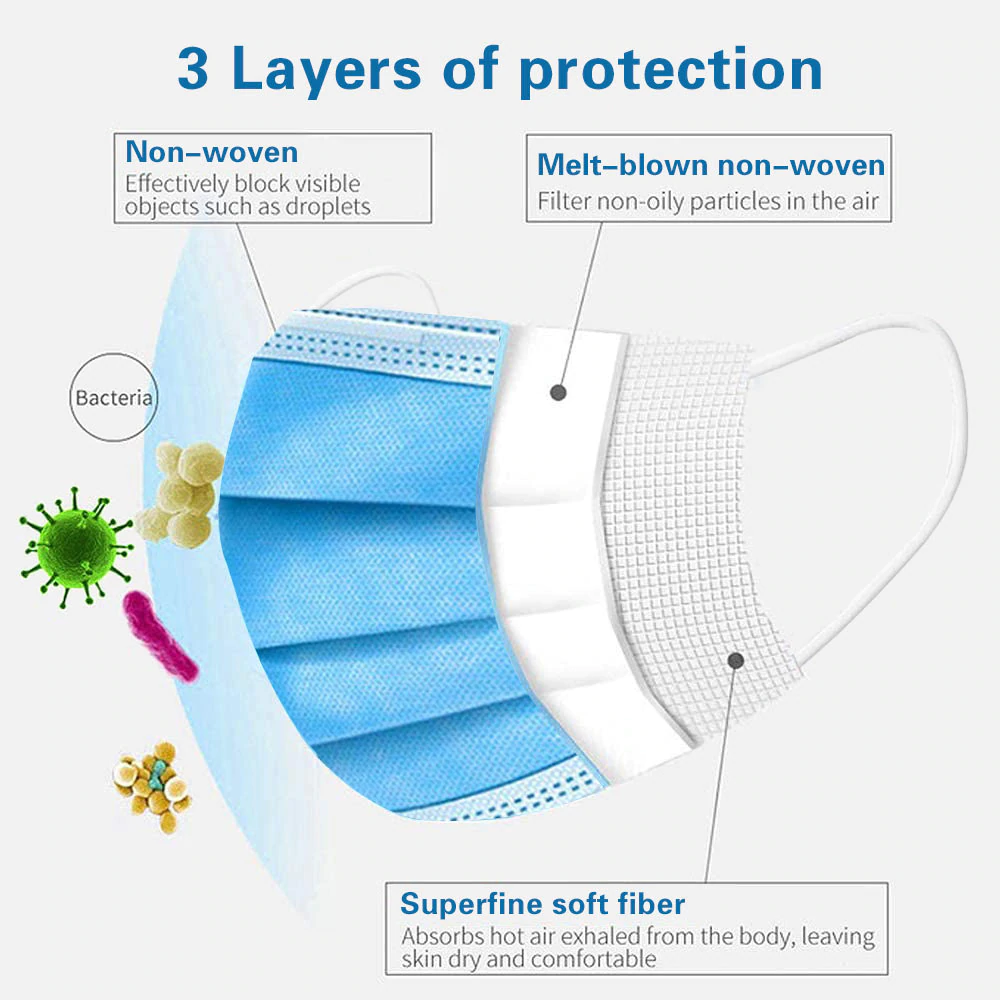 3 Layers of protection
Non-woven
Effectively block visible
objects such as droplets
Melt-blown non-woven
Filter non-oily particles in the air
Bacteria
Superfine soft fiber
Absorbs hot air exhaled from the body, leaving
skin dry and comfortable